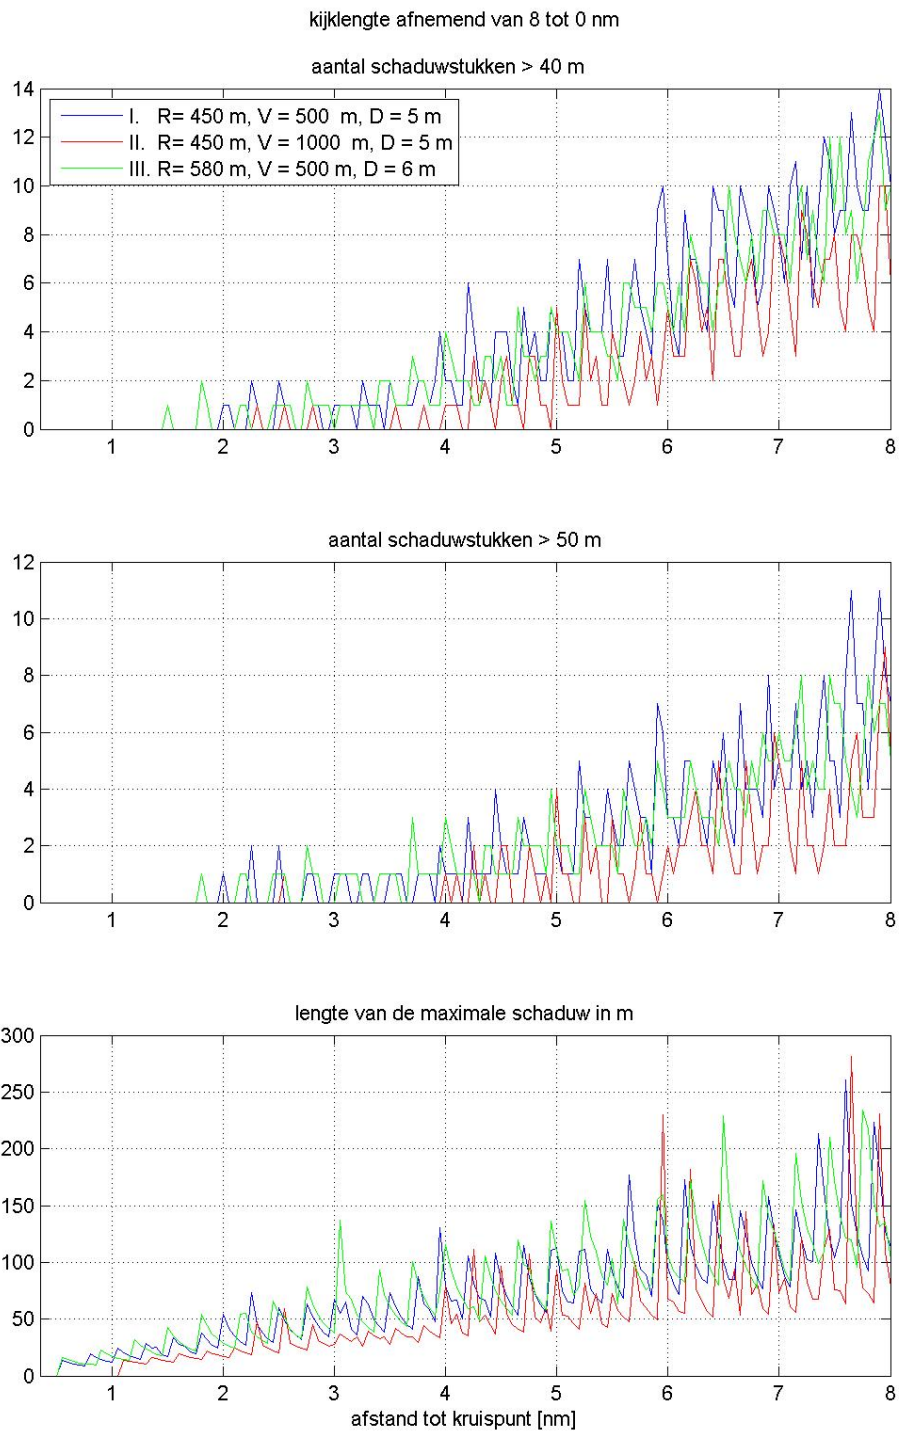 kijklengte afnemend van 8 tot 0 nm
aantal schaduwstukken > 40 m
14
12
10
8
6
4
2
0
I. R= 450 m, V = 500 m, D = 5 m
II. R= 450 m, V = 1000 m, D = 5 m
III. R= 580 m, V = 500 m, D = 6 m
1 2 3 4 5 6 7 8
aantal schaduwstukken > 50 m
12
10
8
6
4
2
0
1 2 3 4 5 6 7 8
lengte van de maximale schaduw in m
300
250
200
150
100
50
0
1 2 3 4 5 6 7 8
afstand tot kruispunt [nm]